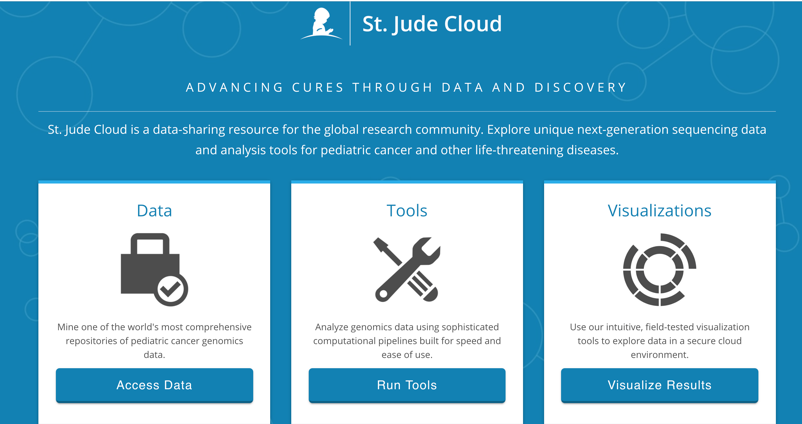 St. Jude Cloud
ADVANCING CURES THROUGH DATA AND DISCOVERY
St. Jude Cloud is a data-sharing resource for the global research community. Explore unique next-generation sequencing data
and analysis tools for pediatric cancer and other life-threatening diseases.
Data
Mine one of the world's most comprehensive
repositories of pediatric cancer genomics
data.
Access Data
Tools
Analyze genomics data using sophisticated
computational pipelines built for speed and
ease of use.
Run Tools
Visualizations
Use our intuitive, field-tested visualization
tools to explore data in a secure cloud
environment.
Visualize Results